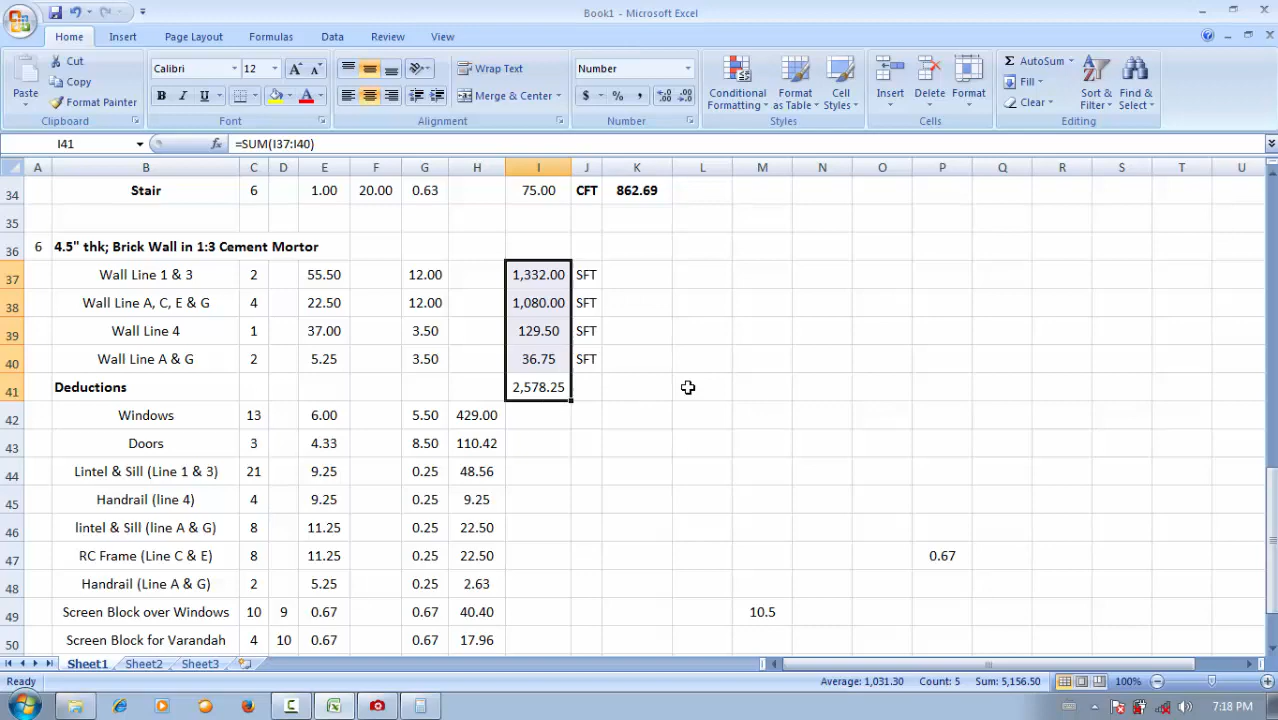 Book1 - Microsoft Excel
Home Insert Page Layout Formulas Data Review View
Paste Cut Copy Format Painter Clipboard
Calibri 12 A A B I U A Font
Wrap Text Merge & Center Alignment
Number $ % , .0 .00 .00 .0 Number
Conditional Formatting Format as Table Cell Styles Styles
Insert Delete Format Cells
Σ AutoSum Fill Clear Sort & Filter Find & Select Editing
I41 fx =SUM(I37:I40)
A B C D E F G H I J K L M N O P Q R S T U
34 Stair 6 1.00 20.00 0.63 75.00 CFT 862.69
35
36 6 4.5" thk; Brick Wall in 1:3 Cement Mortor
37 Wall Line 1 & 3 2 55.50 12.00 1,332.00 SFT
38 Wall Line A, C, E & G 4 22.50 12.00 1,080.00 SFT
39 Wall Line 4 1 37.00 3.50 129.50 SFT
40 Wall Line A & G 2 5.25 3.50 36.75 SFT
41 Deductions 2,578.25
42 Windows 13 6.00 5.50 429.00
43 Doors 3 4.33 8.50 110.42
44 Lintel & Sill (Line 1 & 3) 21 9.25 0.25 48.56
45 Handrail (line 4) 4 9.25 0.25 9.25
46 lintel & Sill (line A & G) 8 11.25 0.25 22.50
47 RC Frame (Line C & E) 8 11.25 0.25 22.50 0.67
48 Handrail (Line A & G) 2 5.25 0.25 2.63
49 Screen Block over Windows 10 9 0.67 0.67 40.40 10.5
50 Screen Block for Varandah 4 10 0.67 0.67 17.96
Sheet1 Sheet2 Sheet3
Ready Average: 1,031.30 Count: 5 Sum: 5,156.50 100%
7:18 PM